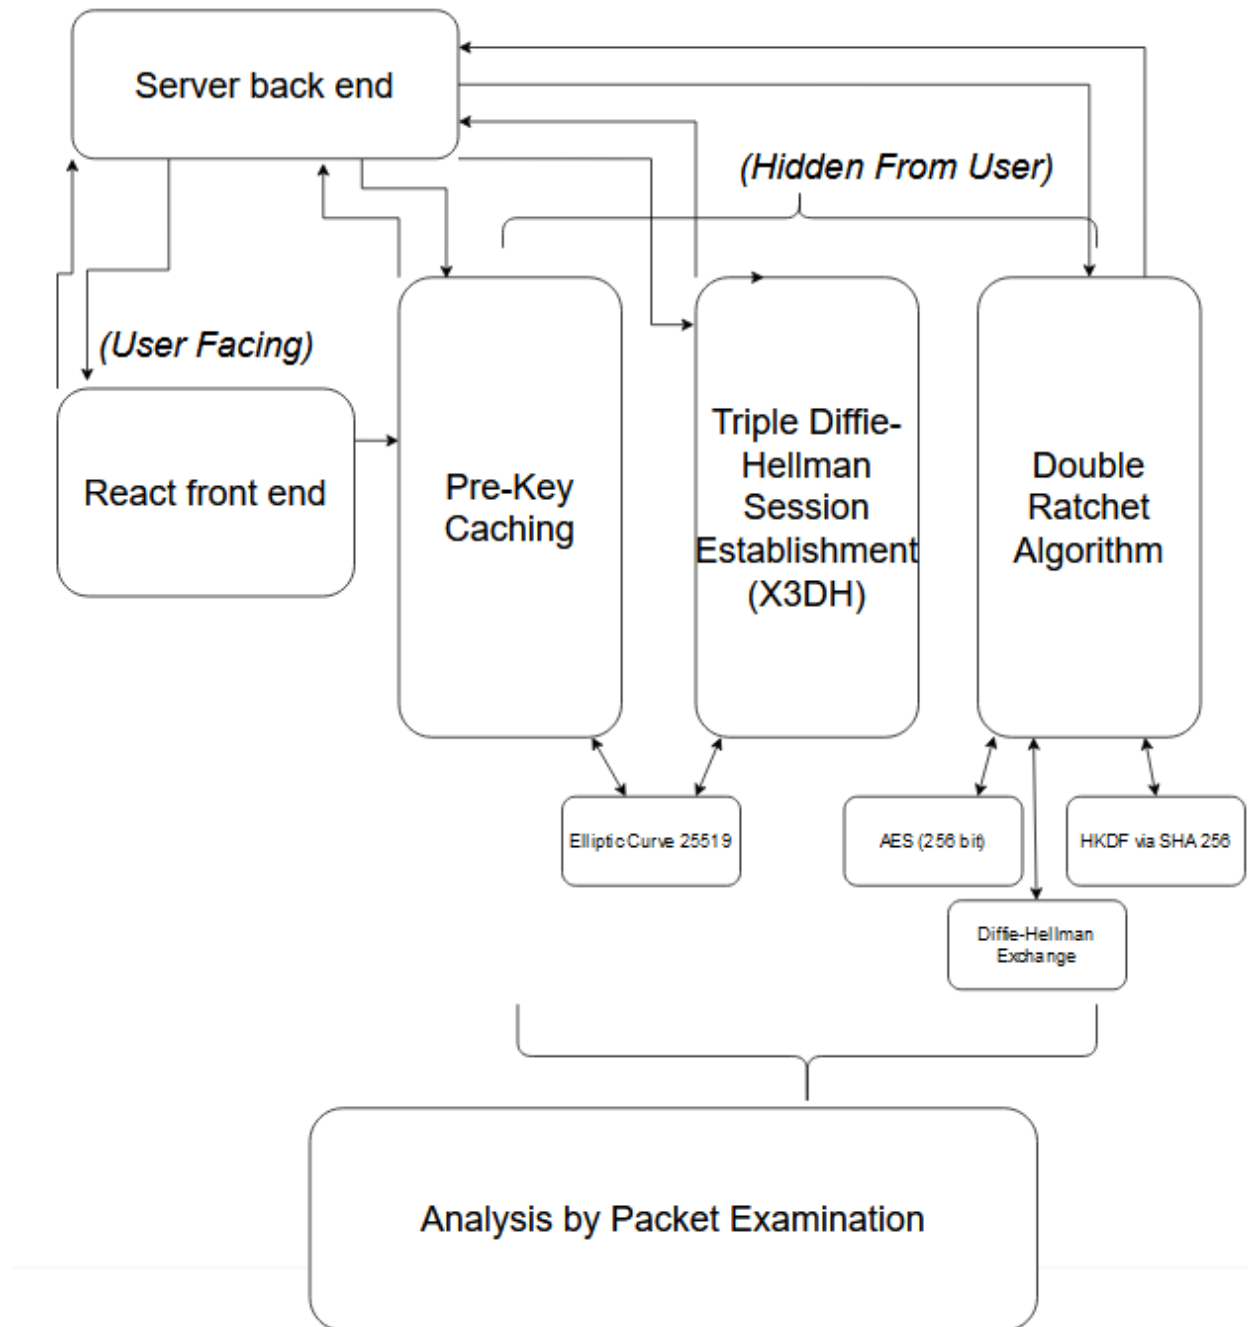 Server back end
(Hidden From User)
(User Facing)
React front end
Pre-Key
Caching
Triple Diffie-
Hellman
Session
Establishment
(X3DH)
Double
Ratchet
Algorithm
Elliptic Curve 25519
AES (256 bit)
HKDF via SHA 256
Diffie-Hellman
Exchange
Analysis by Packet Examination